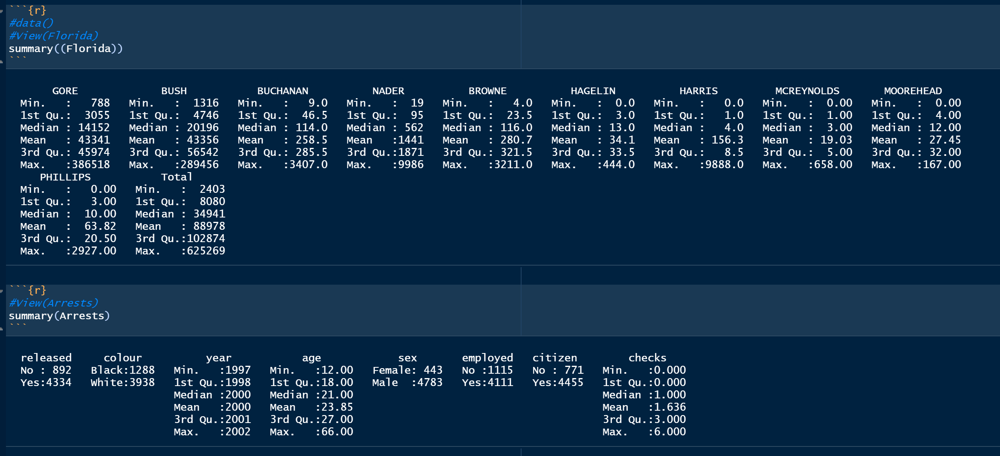 ```{r}
#data()
#View(Florida)
summary((Florida))
```
      GORE             BUSH           BUCHANAN          NADER          BROWNE          HAGELIN          HARRIS         MCREYNOLDS       MOOREHEAD
 Min.   :   788   Min.   :  1316   Min.   :   9.0   Min.   :  19   Min.   :   4.0   Min.   :  0.0   Min.   :   0.0   Min.   :  0.00   Min.   :  0.00
 1st Qu.:  3055   1st Qu.:  4746   1st Qu.:  46.5   1st Qu.:  95   1st Qu.:  23.5   1st Qu.:  3.0   1st Qu.:   1.0   1st Qu.:  1.00   1st Qu.:  4.00
 Median : 14152   Median : 20196   Median : 114.0   Median : 562   Median : 116.0   Median : 13.0   Median :   4.0   Median :  3.00   Median : 12.00
 Mean   : 43341   Mean   : 43356   Mean   : 258.5   Mean   :1441   Mean   : 280.7   Mean   : 34.1   Mean   : 156.3   Mean   : 19.03   Mean   : 27.45
 3rd Qu.: 45974   3rd Qu.: 56542   3rd Qu.: 285.5   3rd Qu.:1871   3rd Qu.: 321.5   3rd Qu.: 33.5   3rd Qu.:   8.5   3rd Qu.:  5.00   3rd Qu.: 32.00
 Max.   :386518   Max.   :289456   Max.   :3407.0   Max.   :9986   Max.   :3211.0   Max.   :444.0   Max.   :9888.0   Max.   :658.00   Max.   :167.00
    PHILLIPS           Total
 Min.   :   0.00   Min.   :  2403
 1st Qu.:   3.00   1st Qu.:  8080
 Median :  10.00   Median : 34941
 Mean   :  63.82   Mean   : 88978
 3rd Qu.:  20.50   3rd Qu.:102874
 Max.   :2927.00   Max.   :625269
```{r}
#View(Arrests)
summary(Arrests)
```
 released     colour          year           age            sex       employed   citizen        checks
 No : 892   Black:1288   Min.   :1997   Min.   :12.00   Female: 443   No :1115   No : 771   Min.   :0.000
 Yes:4334   White:3938   1st Qu.:1998   1st Qu.:18.00   Male  :4783   Yes:4111   Yes:4455   1st Qu.:0.000
                         Median :2000   Median :21.00                                       Median :1.000
                         Mean   :2000   Mean   :23.85                                       Mean   :1.636
                         3rd Qu.:2001   3rd Qu.:27.00                                       3rd Qu.:3.000
                         Max.   :2002   Max.   :66.00                                       Max.   :6.000